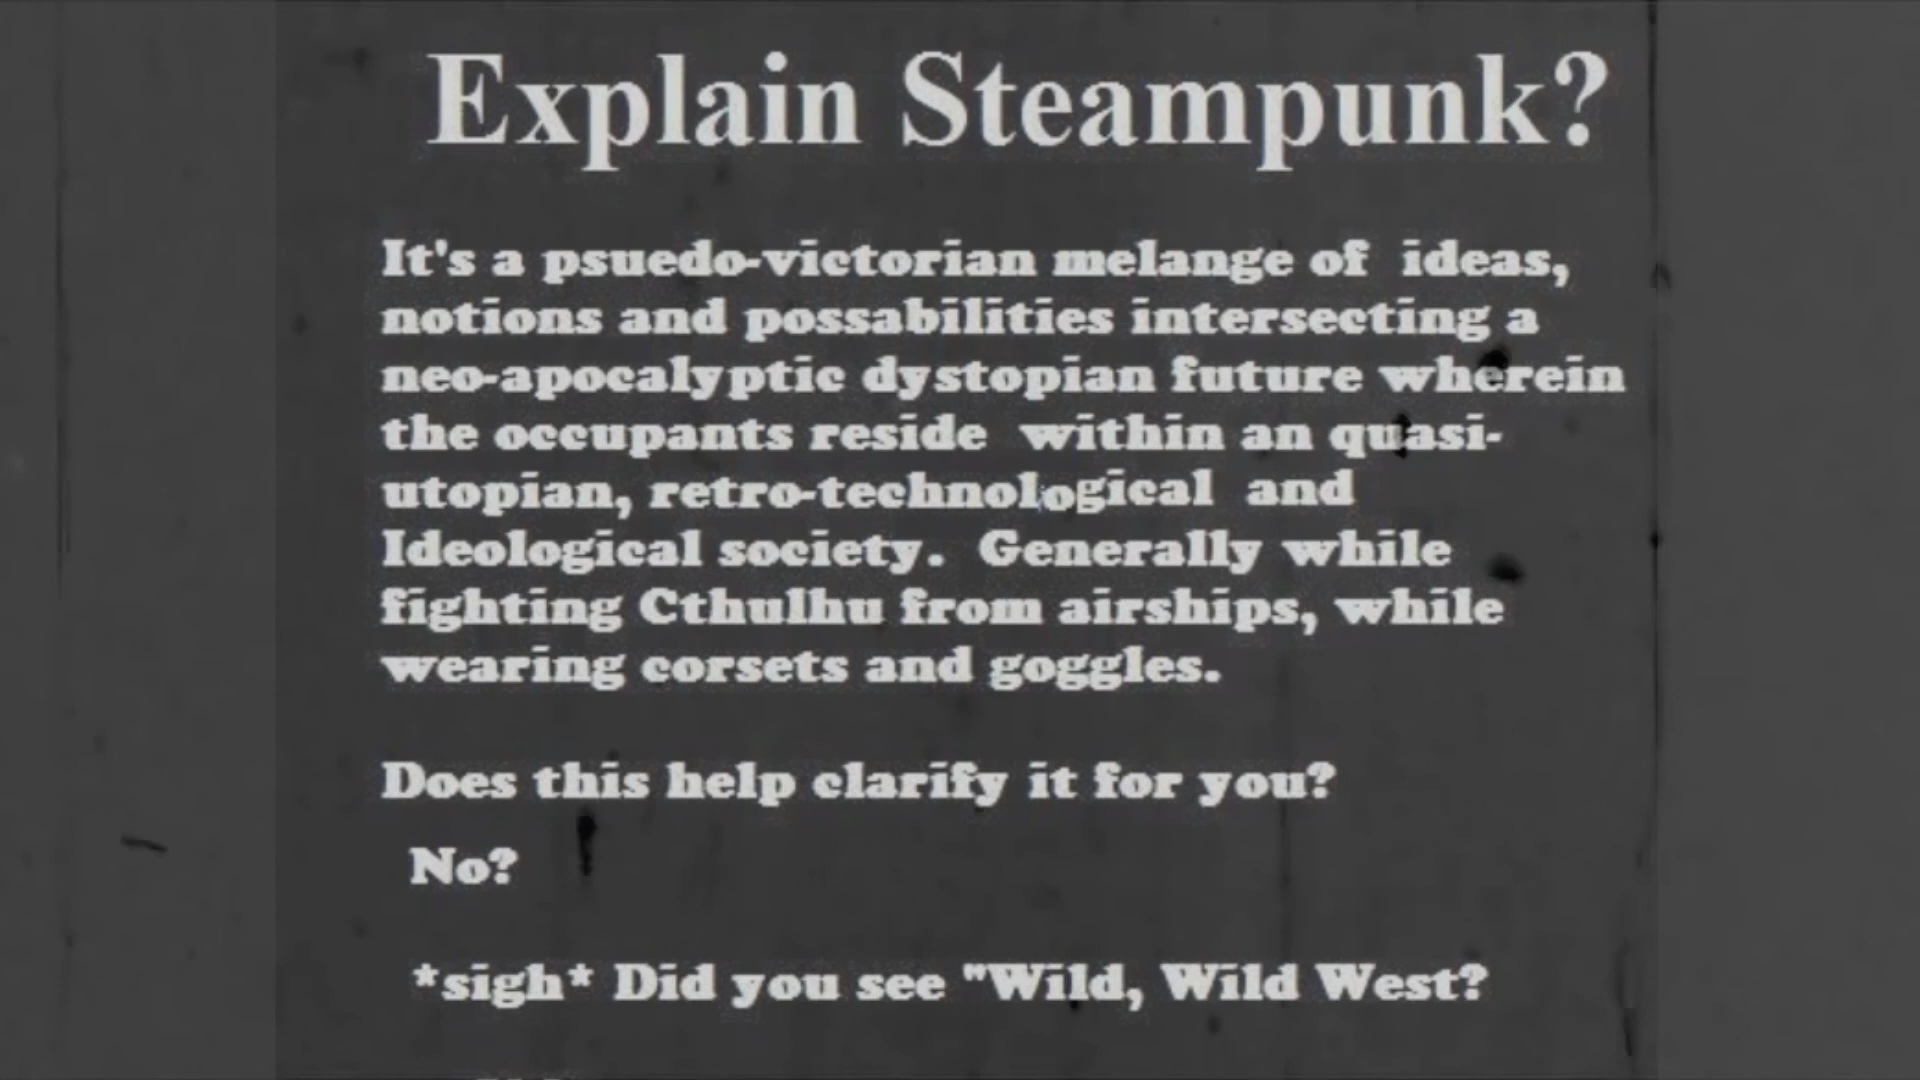 Explain Steampunk?
It's a psuedo-victorian melange of ideas,
notions and possabilities intersecting a
neo-apocalyptic dystopian future wherein
the occupants reside within an quasi-
utopian, retro-technological and
Ideological society. Generally while
fighting Cthulhu from airships, while
wearing corsets and goggles.
Does this help clarify it for you?
No?
*sigh* Did you see "Wild, Wild West?